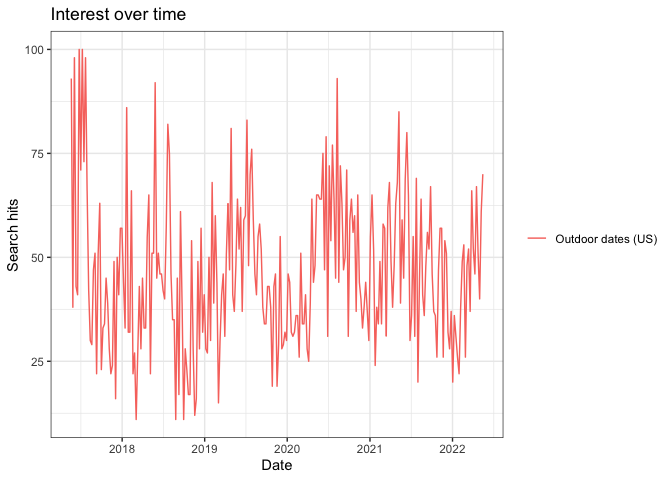 Interest over time
100
75
50
25
Search hits
2018 2019 2020 2021 2022
Date
Outdoor dates (US)